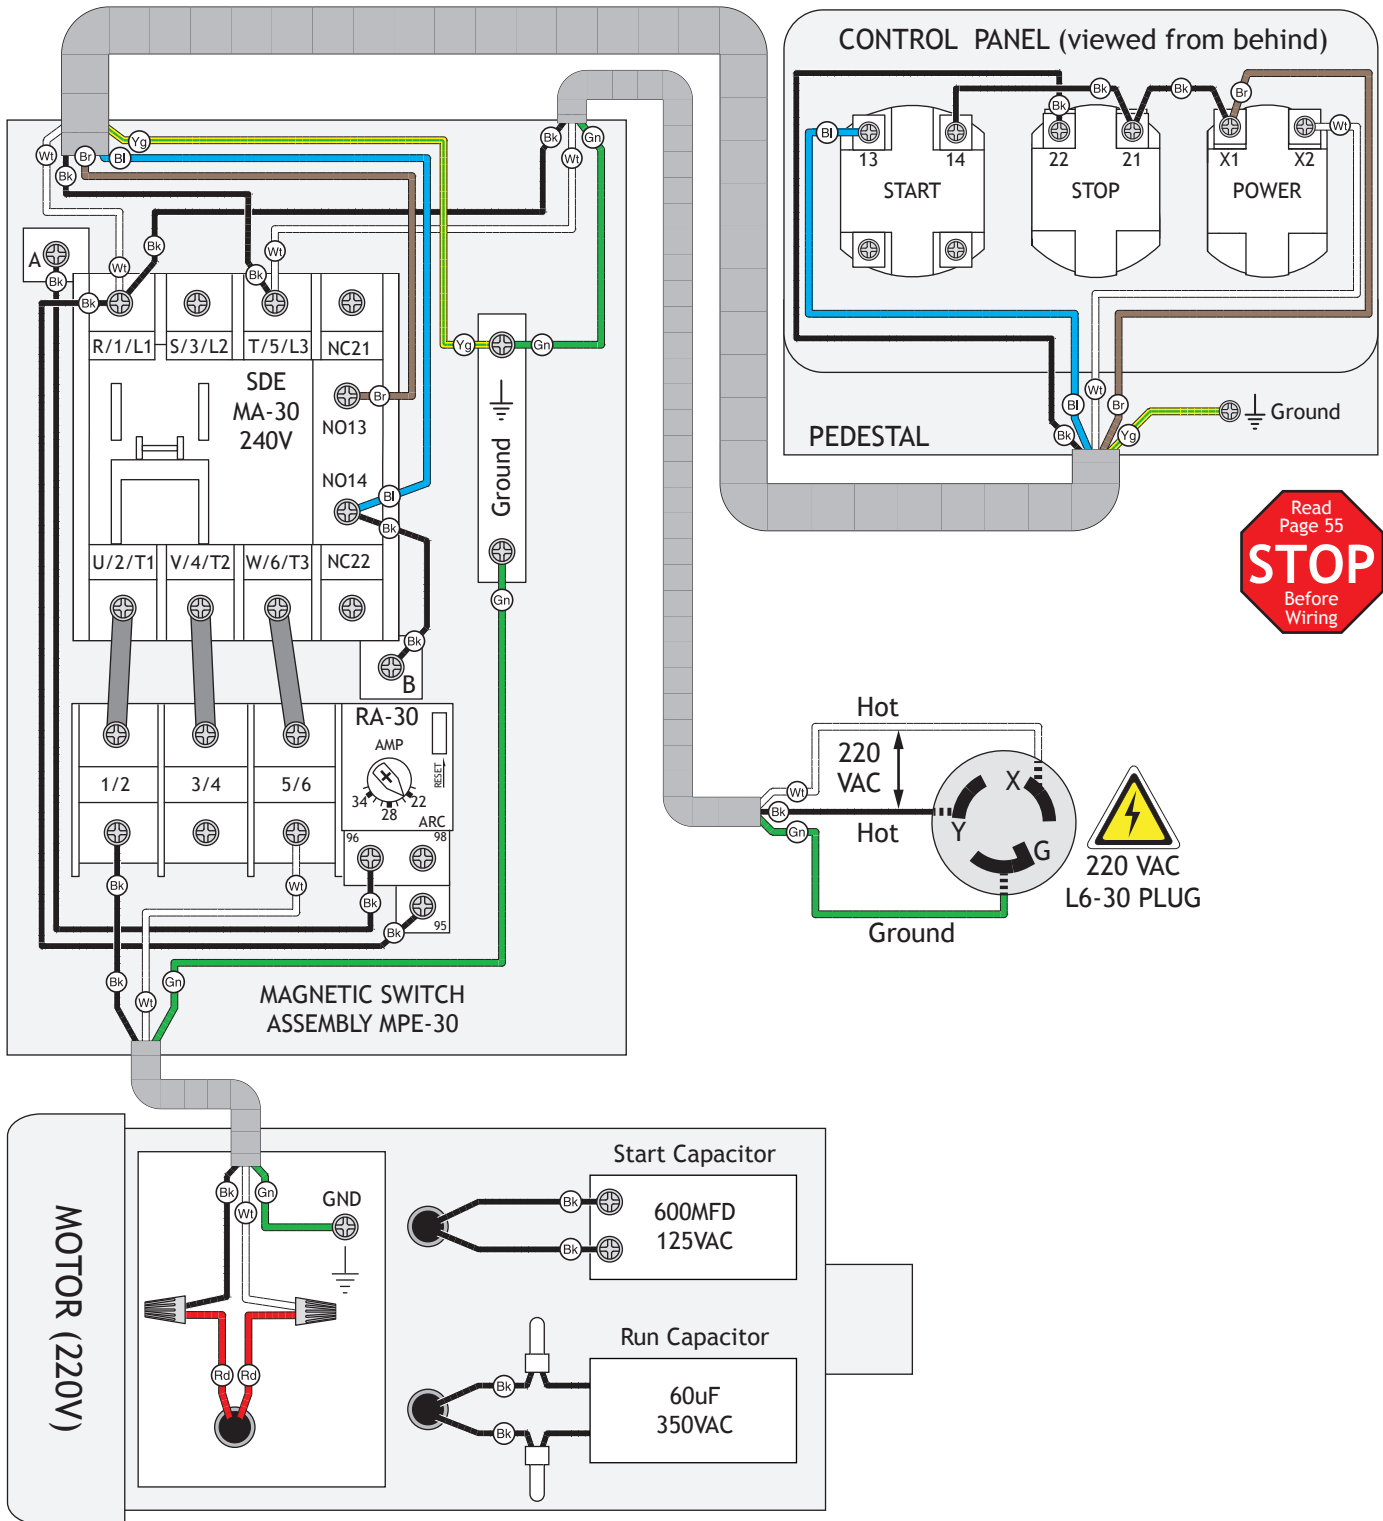 CONTROL PANEL (viewed from behind)
Bk Br
Bk Bk
Bl Bk Wt
13 14 22 21 X1 X2
START STOP POWER
Wt
Bl Br
Bk Yg
Ground
PEDESTAL
Yg Bk Gn
Wt Br Bl Wt
Bk
Bk Wt
A Wt Bk
Bk
Bk
R/1/L1 S/3/L2 T/5/L3 NC21
Yg Gn
SDE
MA-30
240V
Br
NO13
NO14
Bl
Bk
Ground
U/2/T1 V/4/T2 W/6/T3 NC22
Gn
Bk
B
RA-30
AMP
RESET
34 28 22
ARC
1/2 3/4 5/6
96 98
Bk Wt Bk
95
Bk
Bk Wt Gn
MAGNETIC SWITCH
ASSEMBLY MPE-30
Read
Page 55
STOP
Before
Wiring
Hot
220
VAC
Wt
Bk
Gn
Hot
X
Y
G
Ground
220 VAC
L6-30 PLUG
MOTOR (220V)
Bk Gn
Wt
GND
Rd Rd
Start Capacitor
Bk
Bk
600MFD
125VAC
Run Capacitor
Bk
Bk
60uF
350VAC